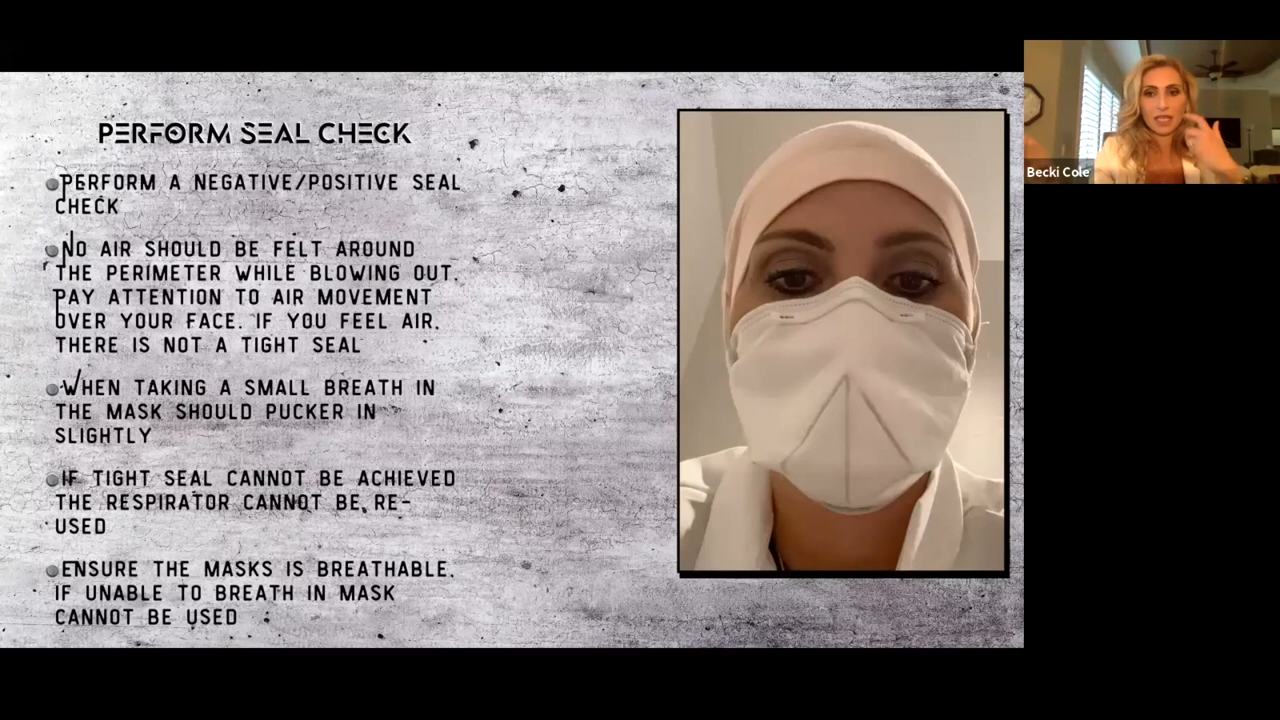 PERFORM SEAL CHECK
PERFORM A NEGATIVE/POSITIVE SEAL
CHECK
NO AIR SHOULD BE FELT AROUND
THE PERIMETER WHILE BLOWING OUT.
PAY ATTENTION TO AIR MOVEMENT
OVER YOUR FACE. IF YOU FEEL AIR,
THERE IS NOT A TIGHT SEAL
WHEN TAKING A SMALL BREATH IN
THE MASK SHOULD PUCKER IN
SLIGHTLY
IF TIGHT SEAL CANNOT BE ACHIEVED
THE RESPIRATOR CANNOT BE RE-
USED
ENSURE THE MASKS IS BREATHABLE.
IF UNABLE TO BREATH IN MASK
CANNOT BE USED
Becki Cole